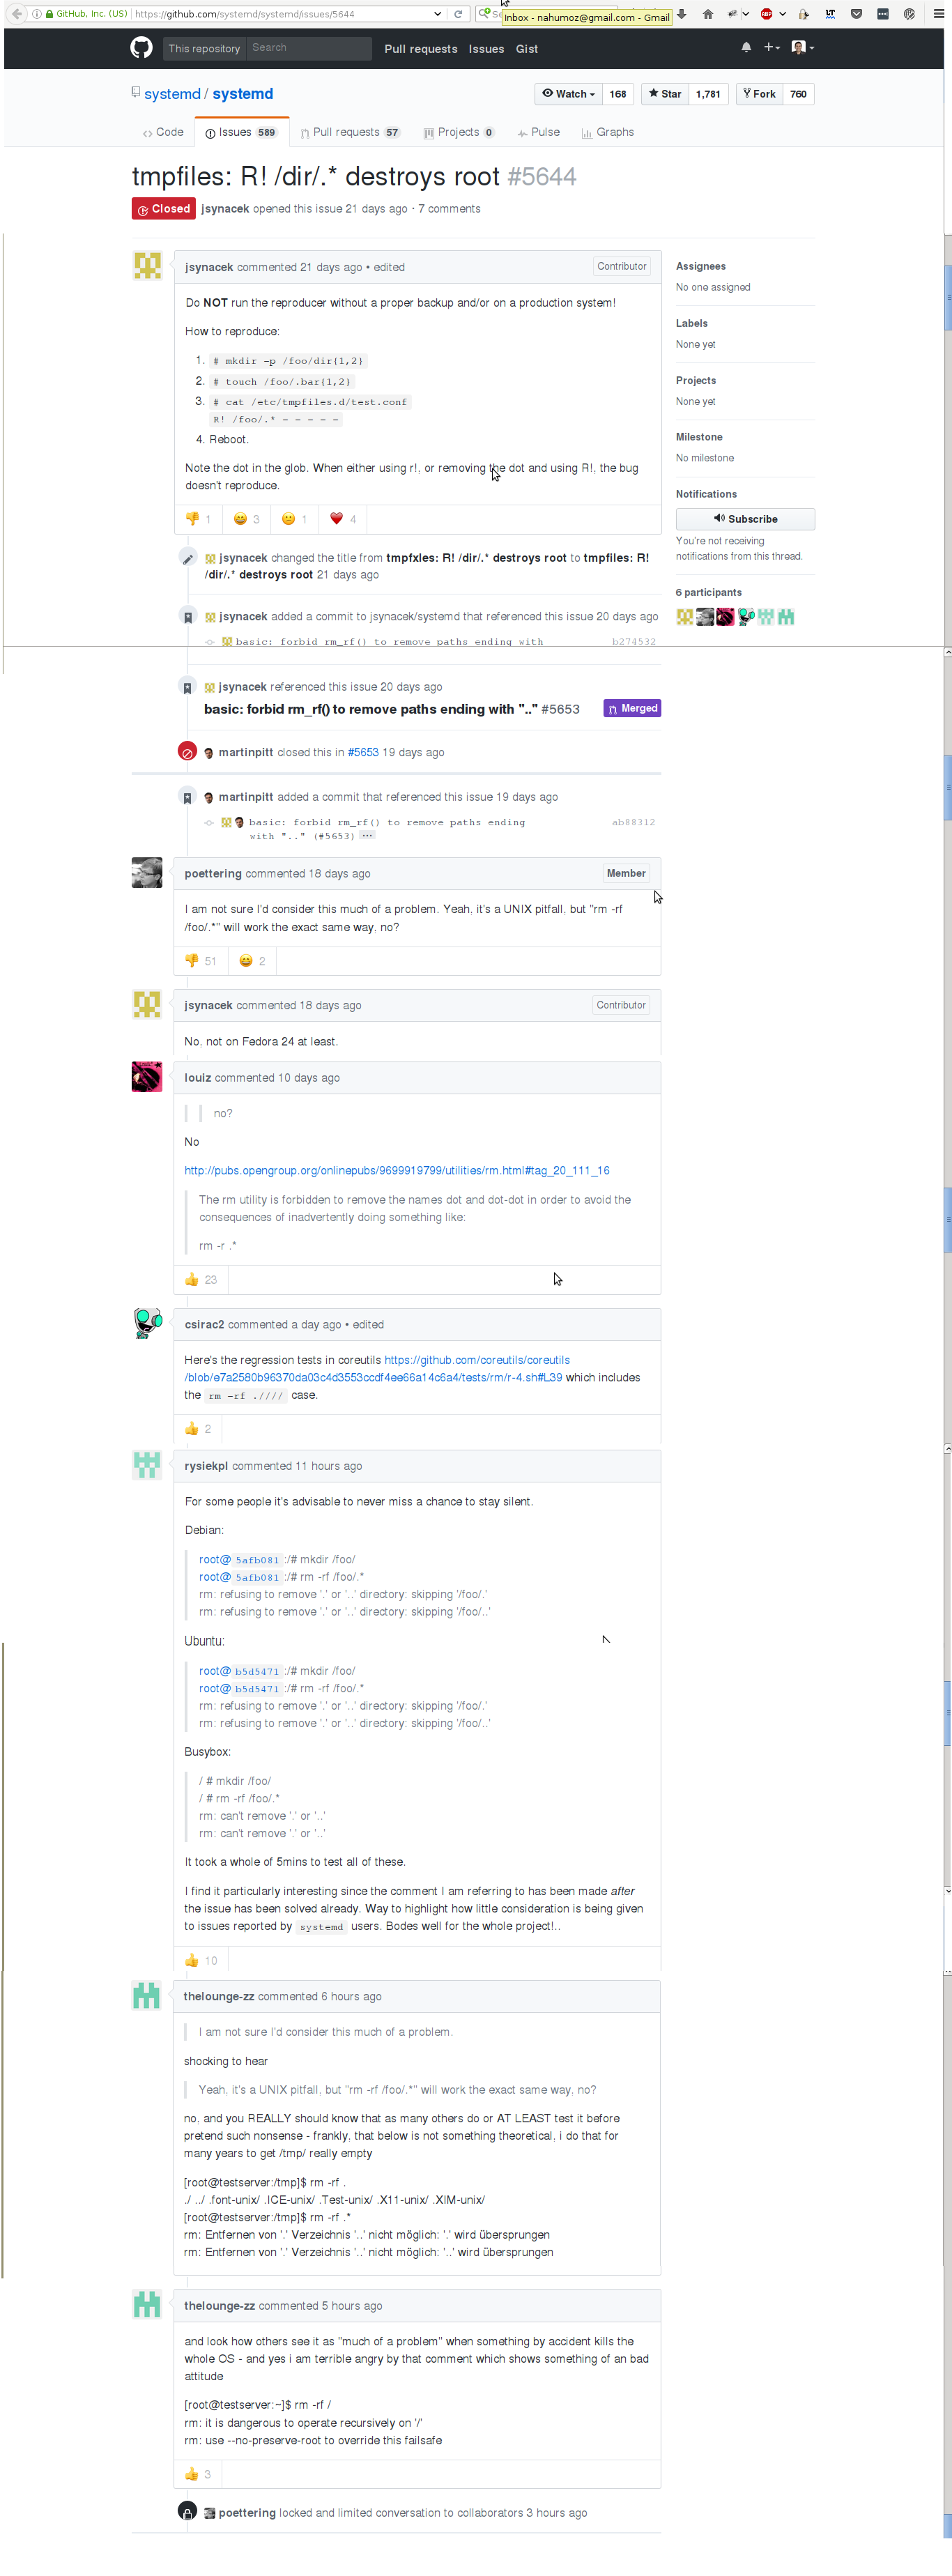 GitHub, Inc. (US) https://github.com/systemd/systemd/issues/5644
Inbox - nahumoz@gmail.com - Gmail
ABP
LT
This repository Search Pull requests Issues Gist
systemd / systemd
Watch 168 Star 1,781 Fork 760
Code Issues 589 Pull requests 57 Projects 0 Pulse Graphs
tmpfiles: R! /dir/.* destroys root #5644
Closed jsynacek opened this issue 21 days ago · 7 comments
jsynacek commented 21 days ago • edited Contributor
Do NOT run the reproducer without a proper backup and/or on a production system!
How to reproduce:
1. # mkdir -p /foo/dir{1,2}
2. # touch /foo/.bar{1,2}
3. # cat /etc/tmpfiles.d/test.conf
R! /foo/.* - - - - -
4. Reboot.
Note the dot in the glob. When either using r!, or removing the dot and using R!, the bug
doesn't reproduce.
1 3 1 4
Assignees
No one assigned
Labels
None yet
Projects
None yet
Milestone
No milestone
Notifications
Subscribe
You're not receiving
notifications from this thread.
6 participants
jsynacek changed the title from tmpfxles: R! /dir/.* destroys root to tmpfiles: R!
/dir/.* destroys root 21 days ago
jsynacek added a commit to jsynacek/systemd that referenced this issue 20 days ago
basic: forbid rm_rf() to remove paths ending with b274532
jsynacek referenced this issue 20 days ago
basic: forbid rm_rf() to remove paths ending with ".." #5653 Merged
martinpitt closed this in #5653 19 days ago
martinpitt added a commit that referenced this issue 19 days ago
basic: forbid rm_rf() to remove paths ending ab88312
with ".." (#5653) ...
poettering commented 18 days ago Member
I am not sure I'd consider this much of a problem. Yeah, it's a UNIX pitfall, but "rm -rf
/foo/.*" will work the exact same way, no?
51 2
jsynacek commented 18 days ago Contributor
No, not on Fedora 24 at least.
louiz commented 10 days ago
no?
No
http://pubs.opengroup.org/onlinepubs/9699919799/utilities/rm.html#tag_20_111_16
The rm utility is forbidden to remove the names dot and dot-dot in order to avoid the
consequences of inadvertently doing something like:
rm -r .*
23
csirac2 commented a day ago • edited
Here's the regression tests in coreutils https://github.com/coreutils/coreutils
/blob/e7a2580b96370da03c4d3553ccdf4ee66a14c6a4/tests/rm/r-4.sh#L39 which includes
the rm -rf .//// case.
2
rysiekpl commented 11 hours ago
For some people it's advisable to never miss a chance to stay silent.
Debian:
root@5afb081:/# mkdir /foo/
root@5afb081:/# rm -rf /foo/.*
rm: refusing to remove '.' or '..' directory: skipping '/foo/.'
rm: refusing to remove '.' or '..' directory: skipping '/foo/..'
Ubuntu:
root@b5d5471:/# mkdir /foo/
root@b5d5471:/# rm -rf /foo/.*
rm: refusing to remove '.' or '..' directory: skipping '/foo/.'
rm: refusing to remove '.' or '..' directory: skipping '/foo/..'
Busybox:
/ # mkdir /foo/
/ # rm -rf /foo/.*
rm: can't remove '.' or '..'
rm: can't remove '.' or '..'
It took a whole of 5mins to test all of these.
I find it particularly interesting since the comment I am referring to has been made after
the issue has been solved already. Way to highlight how little consideration is being given
to issues reported by systemd users. Bodes well for the whole project!..
10
thelounge-zz commented 6 hours ago
I am not sure I'd consider this much of a problem.
shocking to hear
Yeah, it's a UNIX pitfall, but "rm -rf /foo/.*" will work the exact same way, no?
no, and you REALLY should know that as many others do or AT LEAST test it before
pretend such nonsense - frankly, that below is not something theoretical, i do that for
many years to get /tmp/ really empty
[root@testserver:/tmp]$ rm -rf .
./ ../ .font-unix/ .ICE-unix/ .Test-unix/ .X11-unix/ .XIM-unix/
[root@testserver:/tmp]$ rm -rf .*
rm: Entfernen von '.' Verzeichnis '..' nicht möglich: '.' wird übersprungen
rm: Entfernen von '.' Verzeichnis '..' nicht möglich: '..' wird übersprungen
thelounge-zz commented 5 hours ago
and look how others see it as "much of a problem" when something by accident kills the
whole OS - and yes i am terrible angry by that comment which shows something of an bad
attitude
[root@testserver:~]$ rm -rf /
rm: it is dangerous to operate recursively on '/'
rm: use --no-preserve-root to override this failsafe
3
poettering locked and limited conversation to collaborators 3 hours ago